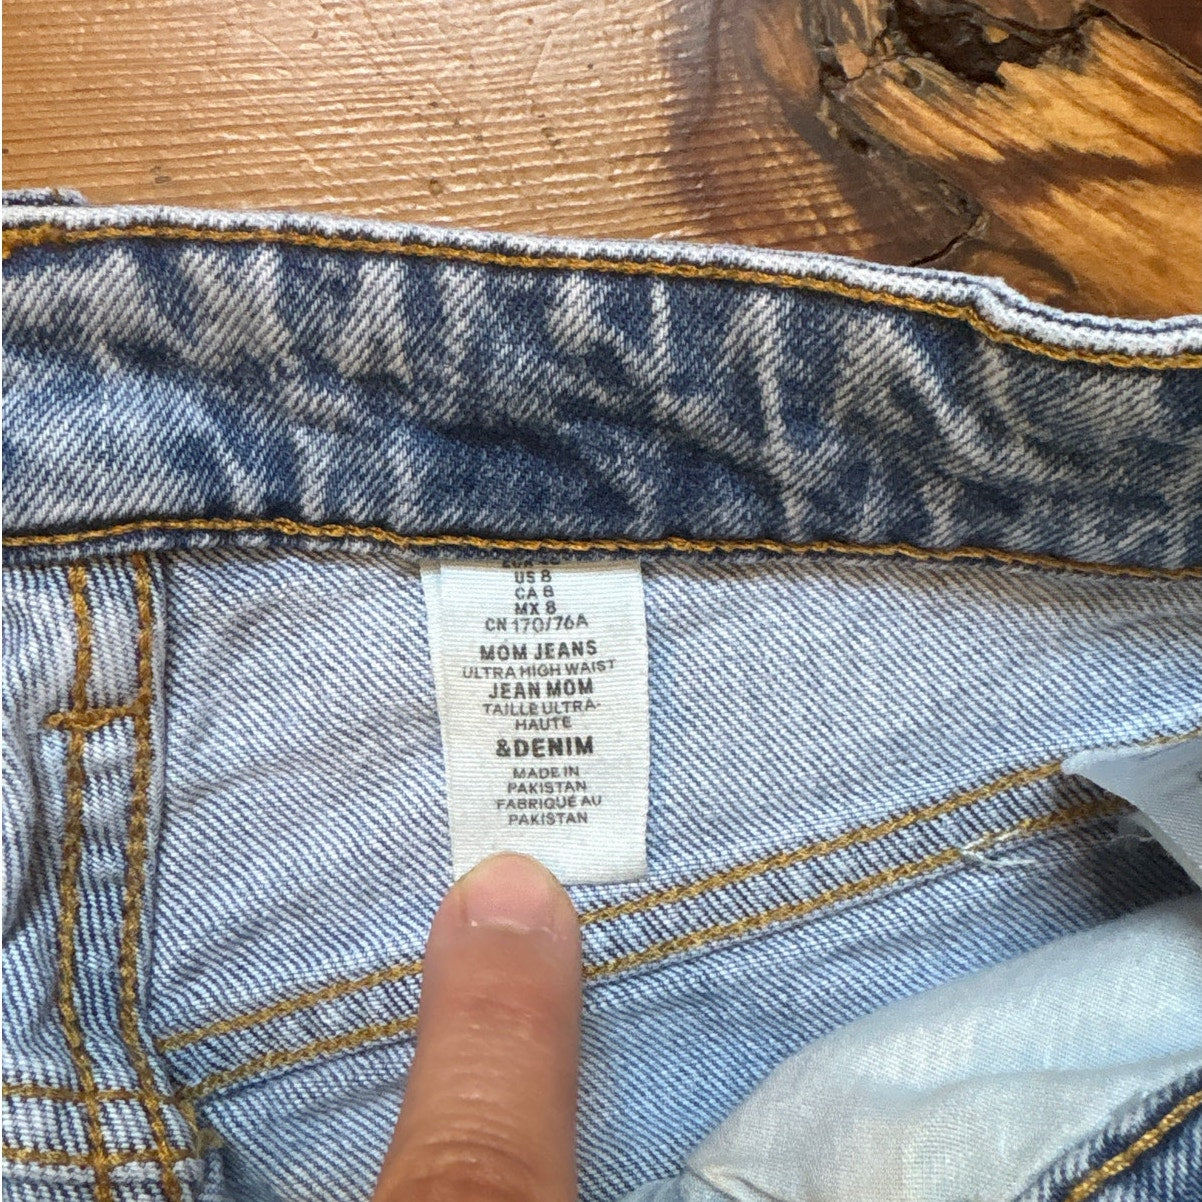 US 8
CA 8
MX 8
CN 170/76A
MOM JEANS
ULTRA HIGH WAIST
JEAN MOM
TAILLE ULTRA-
HAUTE
&DENIM
MADE IN
PAKISTAN
FABRIQUÉ AU
PAKISTAN